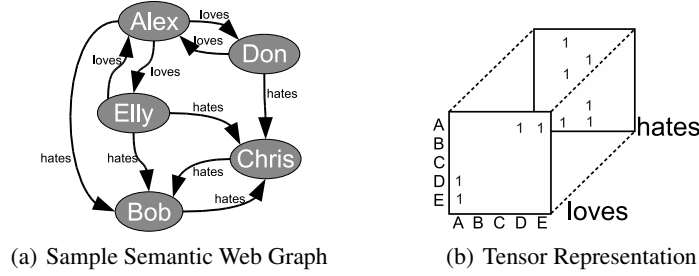 Alex
loves
loves
Don
loves
loves
hates
Elly
hates
hates
hates
Chris
hates
hates
Bob
(a) Sample Semantic Web Graph
1
1
1
1
1
1
A 1 1 hates
B
C
D 1
E 1
A B C D E loves
(b) Tensor Representation